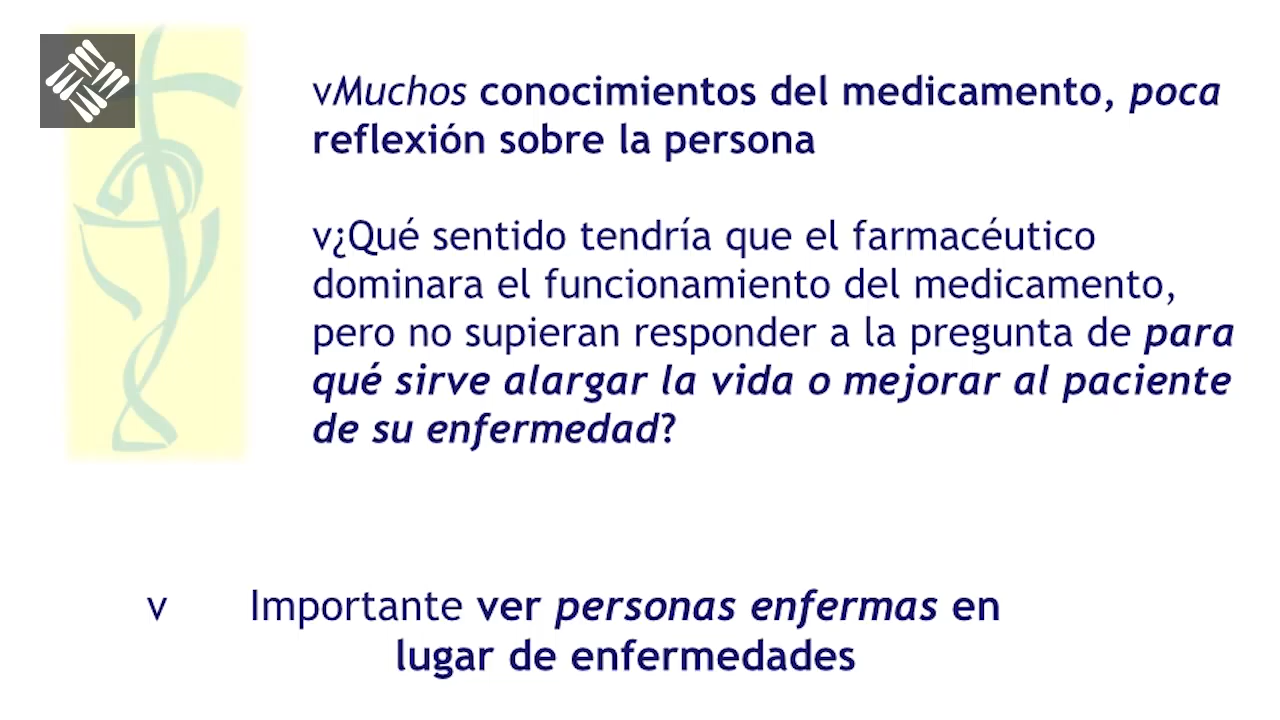 vMuchos conocimientos del medicamento, poca
reflexión sobre la persona
v¿Qué sentido tendría que el farmacéutico
dominara el funcionamiento del medicamento,
pero no supieran responder a la pregunta de para
qué sirve alargar la vida o mejorar al paciente
de su enfermedad?
v Importante ver personas enfermas en
lugar de enfermedades